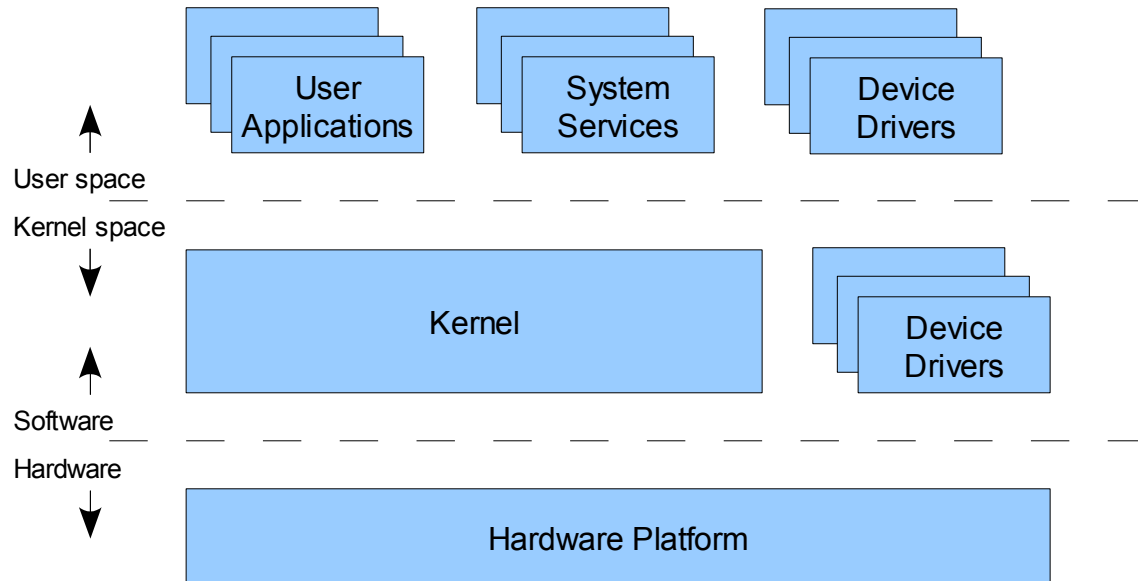 User
Applications
System
Services
Device
Drivers
User space
Kernel space
Kernel
Device
Drivers
Software
Hardware
Hardware Platform